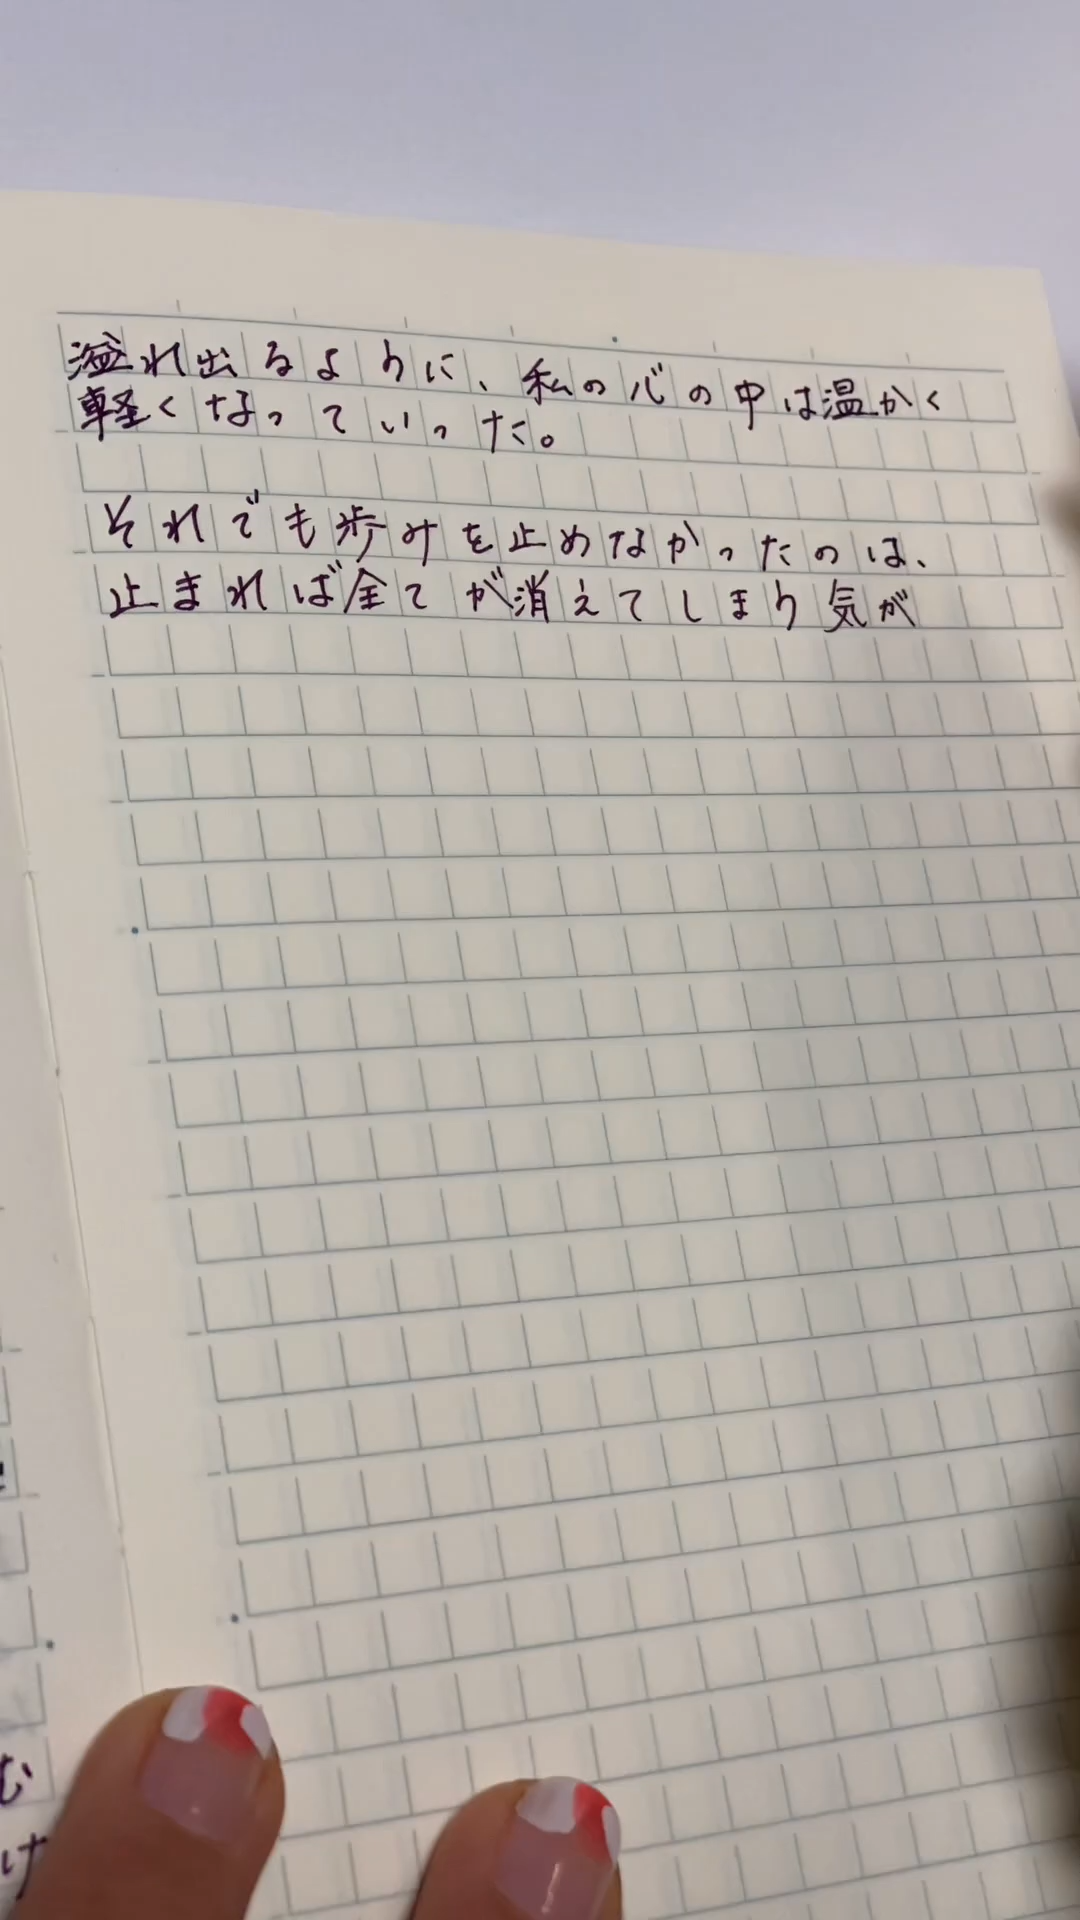 溢れ出るように、私の心の中は温かく
軽くなっていった。
それでも歩みを止めなかったのは、
止まれば全てが消えてしまう気が
む
け